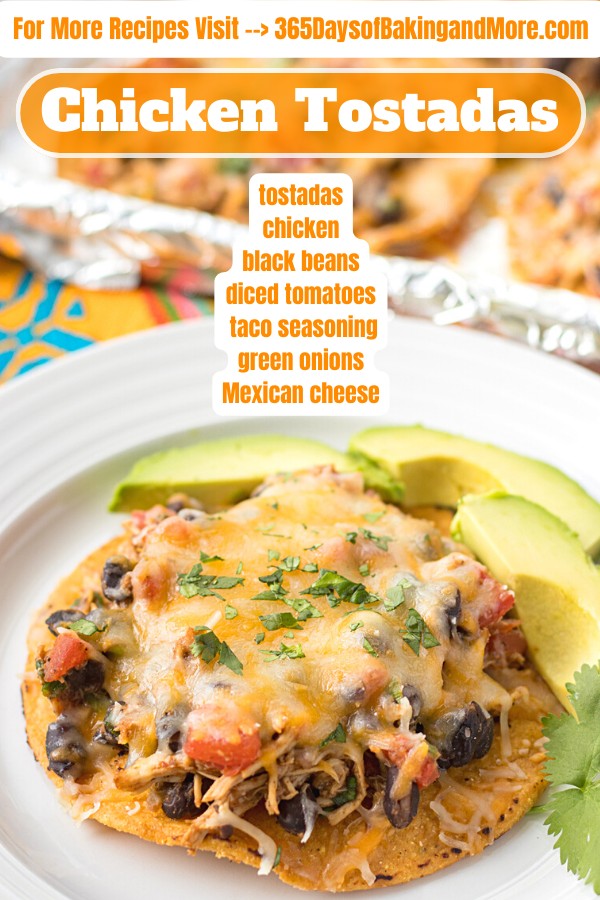 For More Recipes Visit --> 365DaysofBakingandMore.com
Chicken Tostadas
tostadas
chicken
black beans
diced tomatoes
taco seasoning
green onions
Mexican cheese